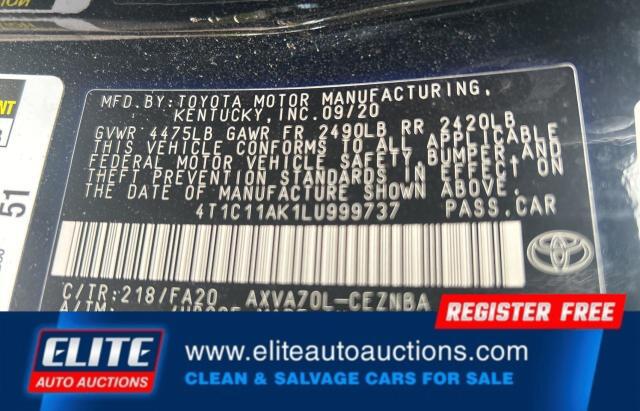 MFD.BY:TOYOTA MOTOR MANUFACTURING,
KENTUCKY,INC.09/20
GVWR 4475LB GAWR FR 2490LB RR 2420LB
THIS VEHICLE CONFORMS TO ALL APPLICABLE
FEDERAL MOTOR VEHICLE SAFETY,BUMPER,AND
THEFT PREVENTION STANDARDS IN EFFECT ON
THE DATE OF MANUFACTURE SHOWN ABOVE.
4T1C11AK1LU999737 PASS.CAR
51
TOYOTA
C/TR:218/FA20 AXVA70L-CEZNBA
A/TM:
REGISTER FREE
ELITE
AUTO AUCTIONS
www.eliteautoauctions.com
CLEAN & SALVAGE CARS FOR SALE